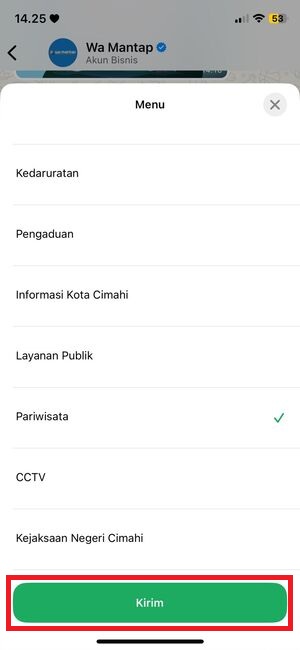 14.25
53
Wa Mantap
Akun Bisnis
Menu
Kedaruratan
Pengaduan
Informasi Kota Cimahi
Layanan Publik
Pariwisata
CCTV
Kejaksaan Negeri Cimahi
Kirim